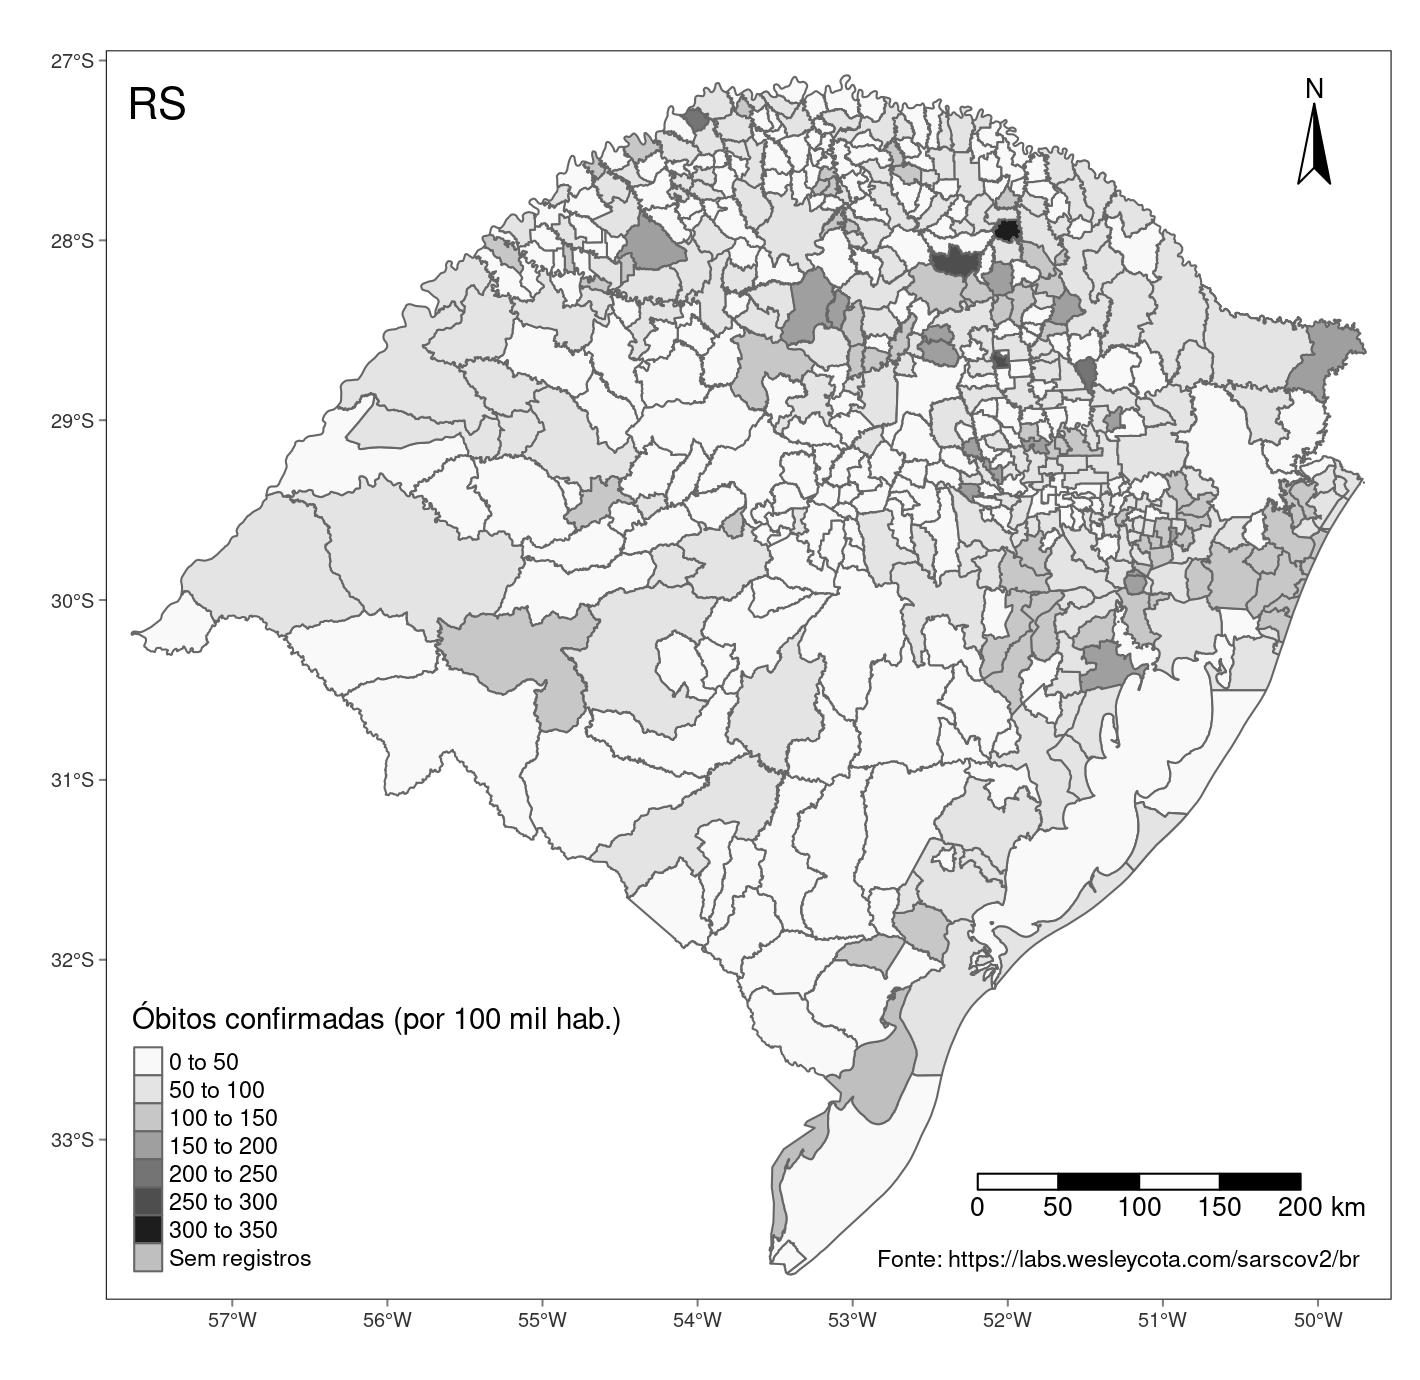 27°S
RS
N
28°S
29°S
30°S
31°S
32°S
33°S
Óbitos confirmadas (por 100 mil hab.)
0 to 50
50 to 100
100 to 150
150 to 200
200 to 250
250 to 300
300 to 350
Sem registros
0 50 100 150 200 km
Fonte: https://labs.wesleycota.com/sarscov2/br
57°W 56°W 55°W 54°W 53°W 52°W 51°W 50°W